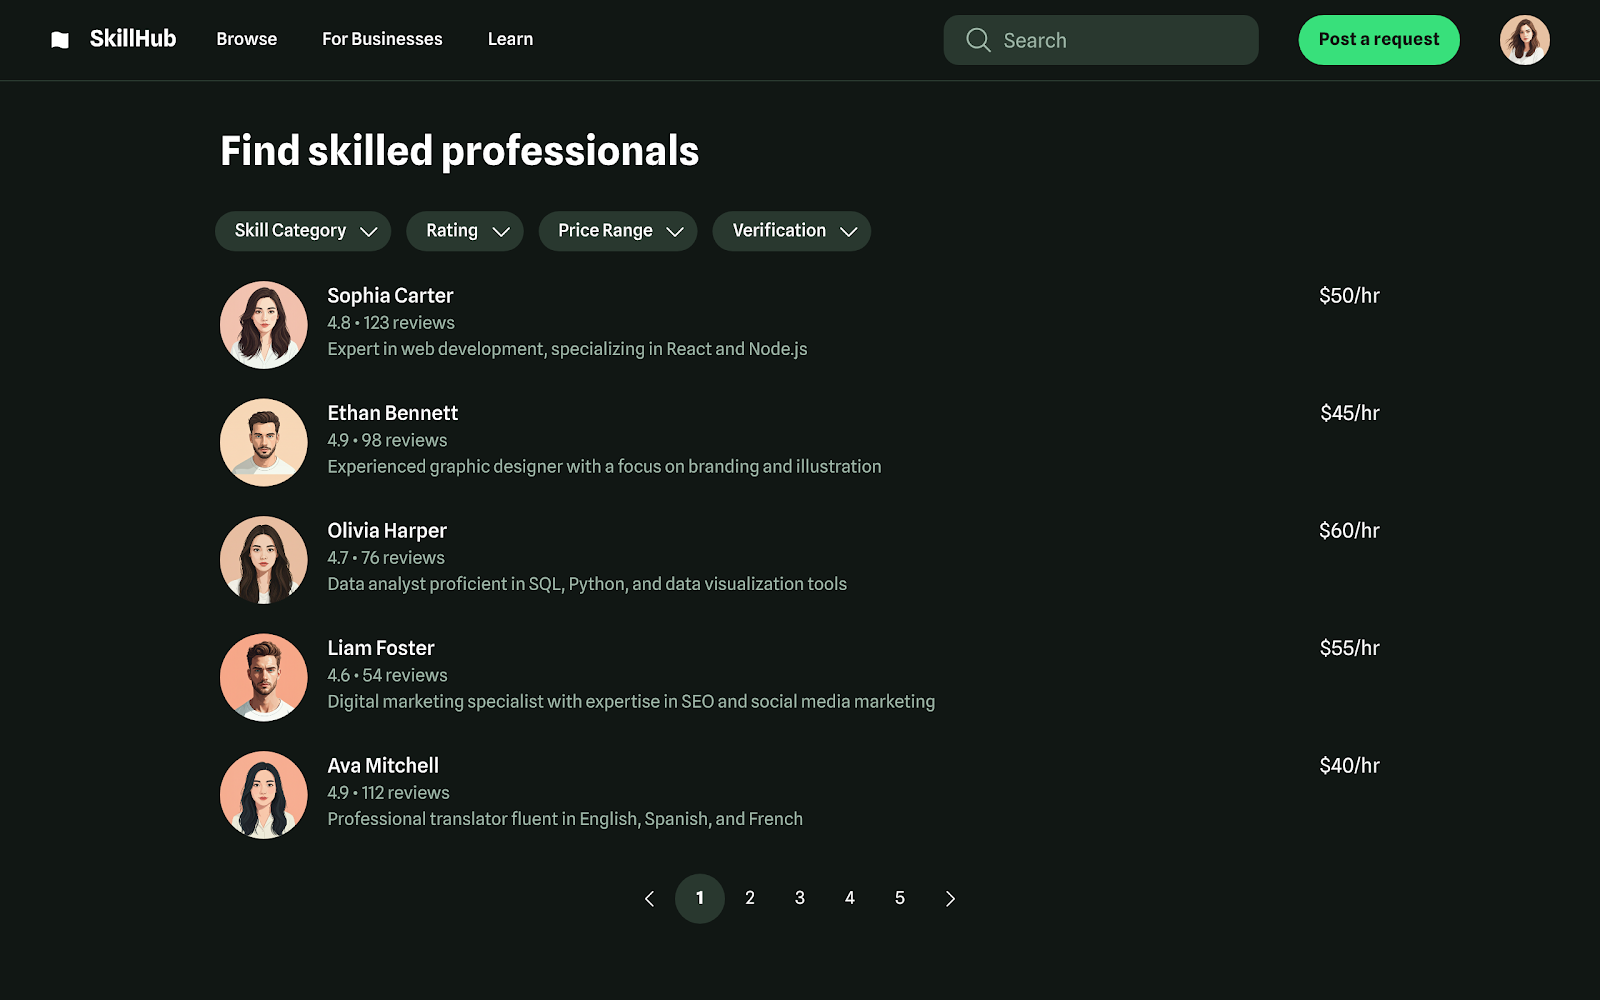 SkillHub Browse For Businesses Learn Search Post a request
Find skilled professionals
Skill Category Rating Price Range Verification
Sophia Carter $50/hr
4.8 • 123 reviews
Expert in web development, specializing in React and Node.js
Ethan Bennett $45/hr
4.9 • 98 reviews
Experienced graphic designer with a focus on branding and illustration
Olivia Harper $60/hr
4.7 • 76 reviews
Data analyst proficient in SQL, Python, and data visualization tools
Liam Foster $55/hr
4.6 • 54 reviews
Digital marketing specialist with expertise in SEO and social media marketing
Ava Mitchell $40/hr
4.9 • 112 reviews
Professional translator fluent in English, Spanish, and French
1 2 3 4 5